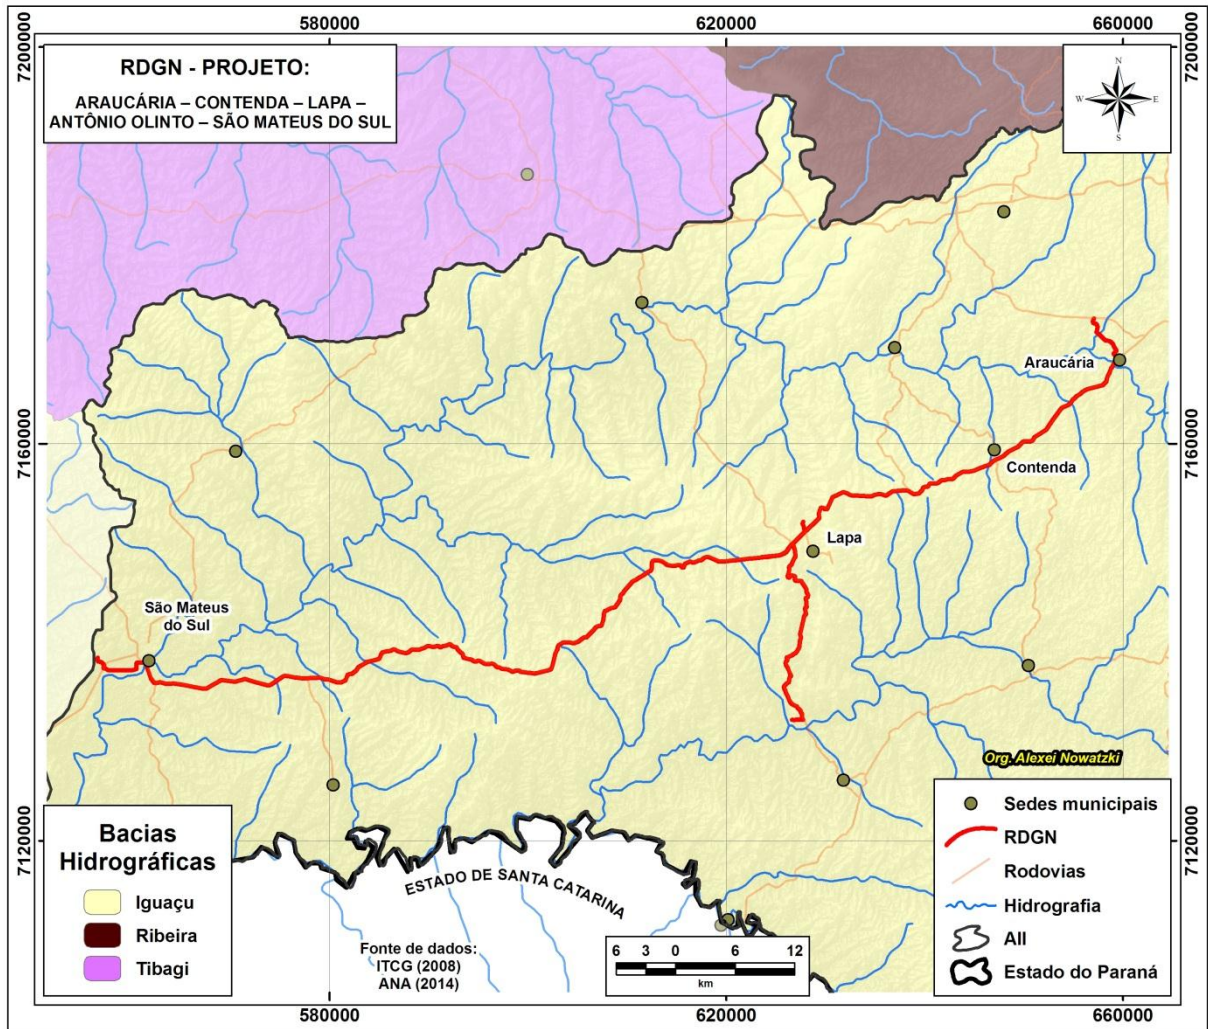 580000
620000
660000
7200000
7200000
RDGN - PROJETO:
ARAUCÁRIA – CONTENDA – LAPA –
ANTÔNIO OLINTO – SÃO MATEUS DO SUL
N
W
E
S
Araucária
7160000
7160000
Contenda
Lapa
São Mateus
do Sul
Org. Alexei Nowatzki
Bacias
Hidrográficas
Iguaçu
Ribeira
Tibagi
7120000
7120000
ESTADO DE SANTA CATARINA
Fonte de dados:
ITCG (2008)
ANA (2014)
6 3 0 6 12
km
Sedes municipais
RDGN
Rodovias
Hidrografia
AII
Estado do Paraná
580000
620000
660000